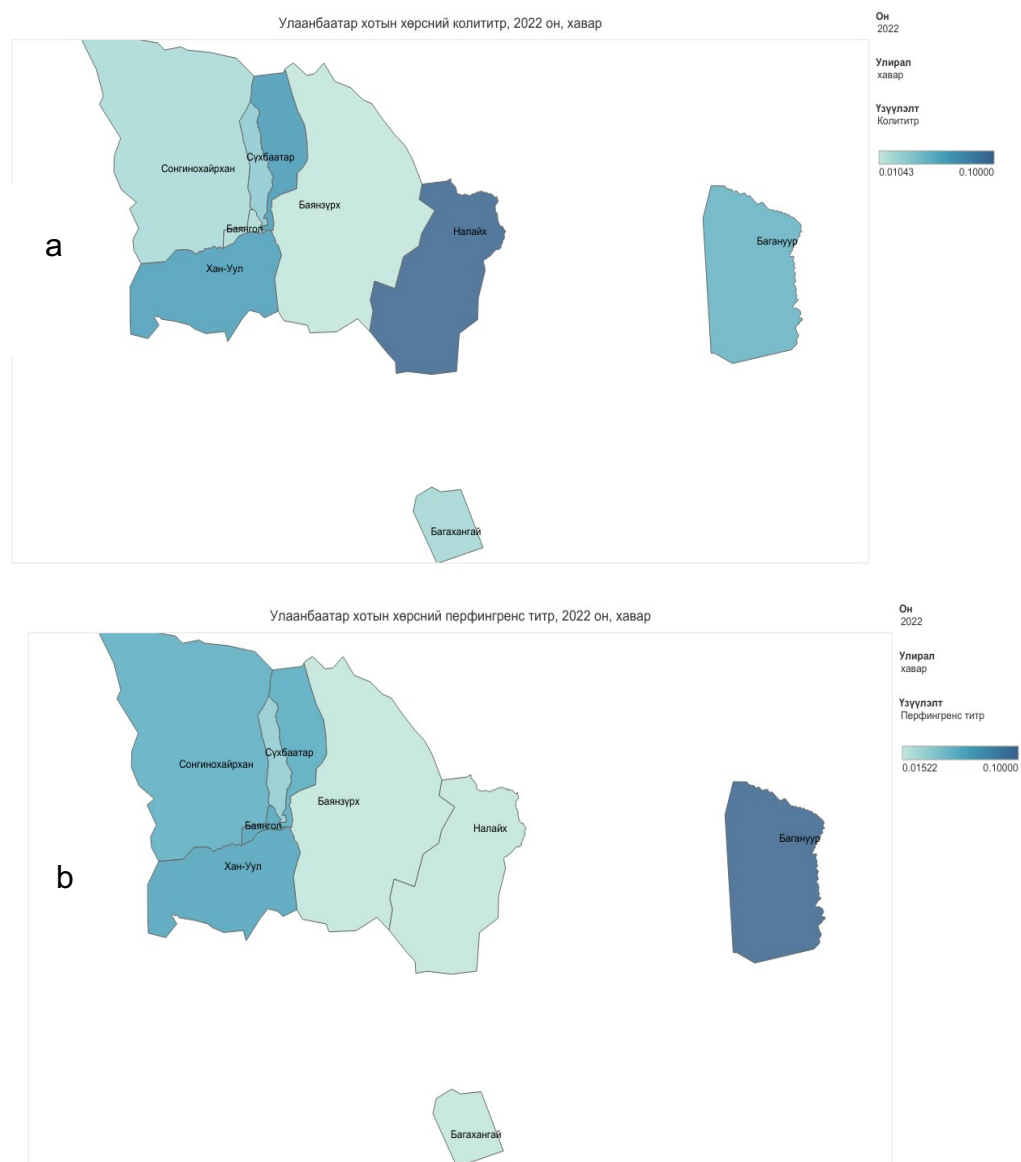 Улаанбаатар хотын хөрсний колититр, 2022 он, хавар
Он
2022
Улирал
хавар
Үзүүлэлт
Колититр
0.01043 0.10000
Сонгинохайрхан
Сүхбаатар
Баянзүрх
Баянгол
Хан-Уул
Налайх
Багануур
Багахангай
a
Улаанбаатар хотын хөрсний перфингренс титр, 2022 он, хавар
Он
2022
Улирал
хавар
Үзүүлэлт
Перфингренс титр
0.01522 0.10000
Сонгинохайрхан
Сүхбаатар
Баянзүрх
Баянгол
Хан-Уул
Налайх
Багануур
Багахангай
b